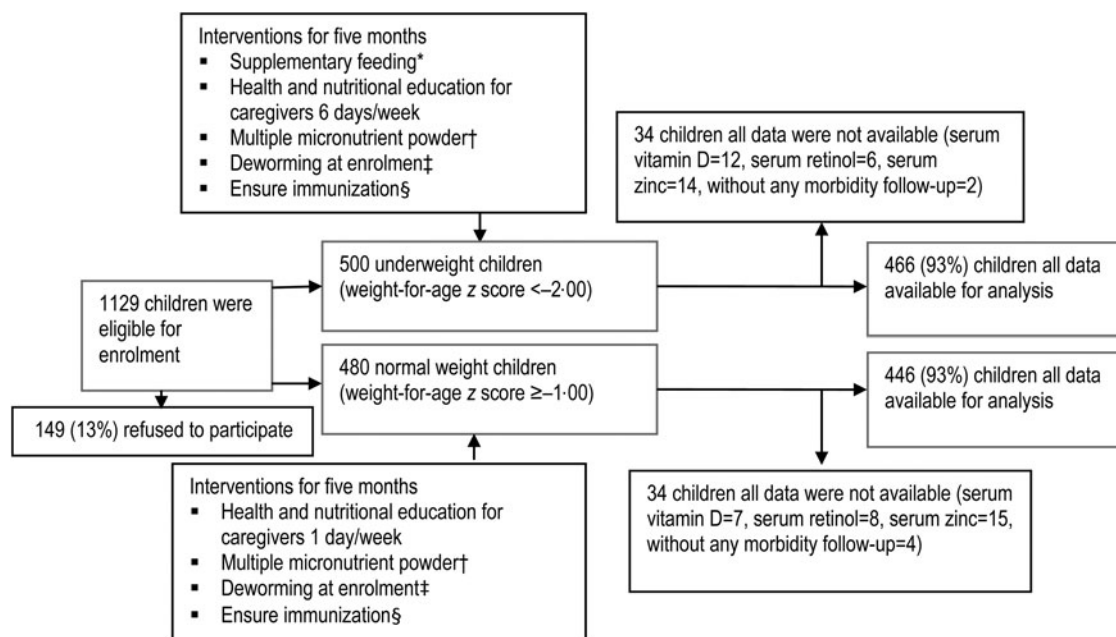 Interventions for five months
▪ Supplementary feeding*
▪ Health and nutritional education for
caregivers 6 days/week
▪ Multiple micronutrient powder†
▪ Deworming at enrolment‡
▪ Ensure immunization§
34 children all data were not available (serum
vitamin D=12, serum retinol=6, serum
zinc=14, without any morbidity follow-up=2)
500 underweight children
(weight-for-age z score <–2·00)
466 (93%) children all data
available for analysis
1129 children were
eligible for
enrolment
480 normal weight children
(weight-for-age z score ≥–1·00)
446 (93%) children all data
available for analysis
149 (13%) refused to participate
Interventions for five months
▪ Health and nutritional education for
caregivers 1 day/week
▪ Multiple micronutrient powder†
▪ Deworming at enrolment‡
▪ Ensure immunization§
34 children all data were not available (serum
vitamin D=7, serum retinol=8, serum zinc=15,
without any morbidity follow-up=4)